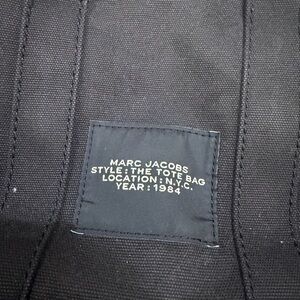 MARC JACOBS
STYLE: THE TOTE BAG
LOCATION: N.Y.C.
YEAR: 1984